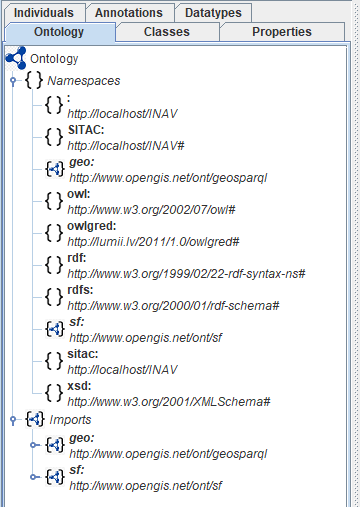 Individuals Annotations Datatypes
Ontology Classes Properties
Ontology
Namespaces
:
http://localhost/INAV
SITAC:
http://localhost/INAV#
geo:
http://www.opengis.net/ont/geosparql
owl:
http://www.w3.org/2002/07/owl#
owlgred:
http://lumii.lv/2011/1.0/owlgred#
rdf:
http://www.w3.org/1999/02/22-rdf-syntax-ns#
rdfs:
http://www.w3.org/2000/01/rdf-schema#
sf:
http://www.opengis.net/ont/sf
sitac:
http://localhost/INAV
xsd:
http://www.w3.org/2001/XMLSchema#
Imports
geo:
http://www.opengis.net/ont/geosparql
sf:
http://www.opengis.net/ont/sf